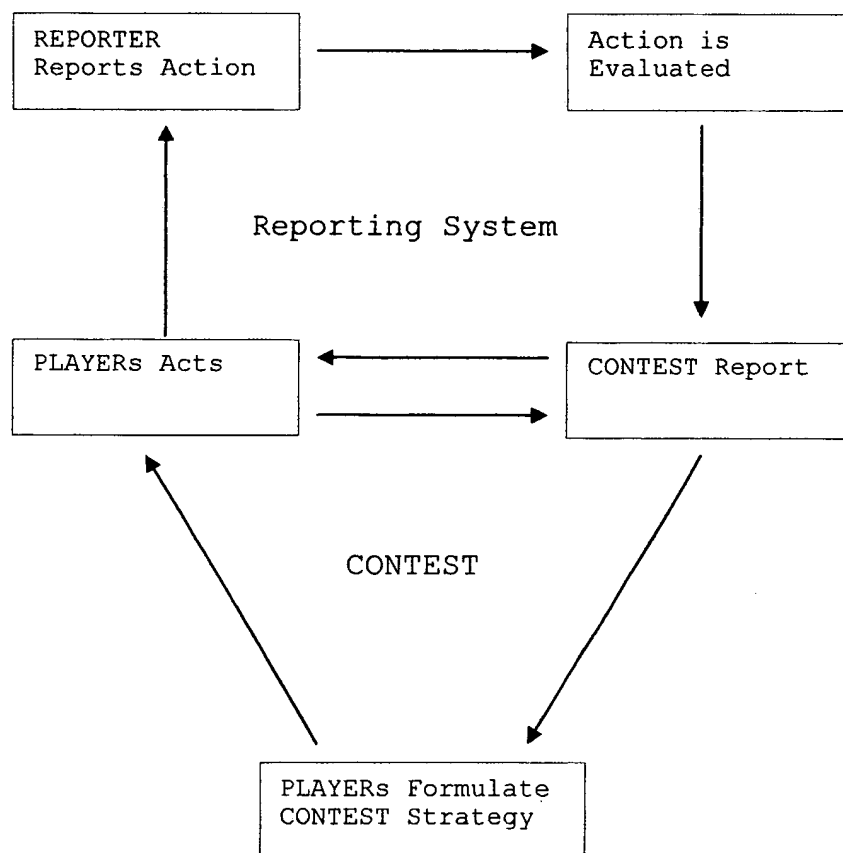 REPORTER
Reports Action
Action is
Evaluated
Reporting System
PLAYERs Acts
CONTEST Report
CONTEST
PLAYERs Formulate
CONTEST Strategy